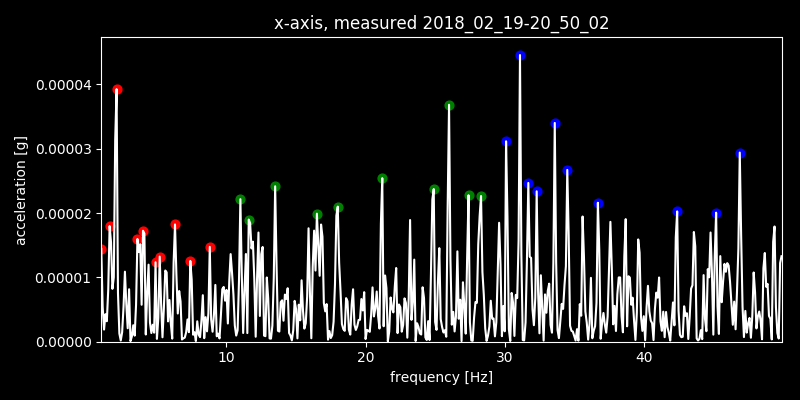 x-axis, measured 2018_02_19-20_50_02
acceleration [g]
0.00004
0.00003
0.00002
0.00001
0.00000
10 20 30 40
frequency [Hz]